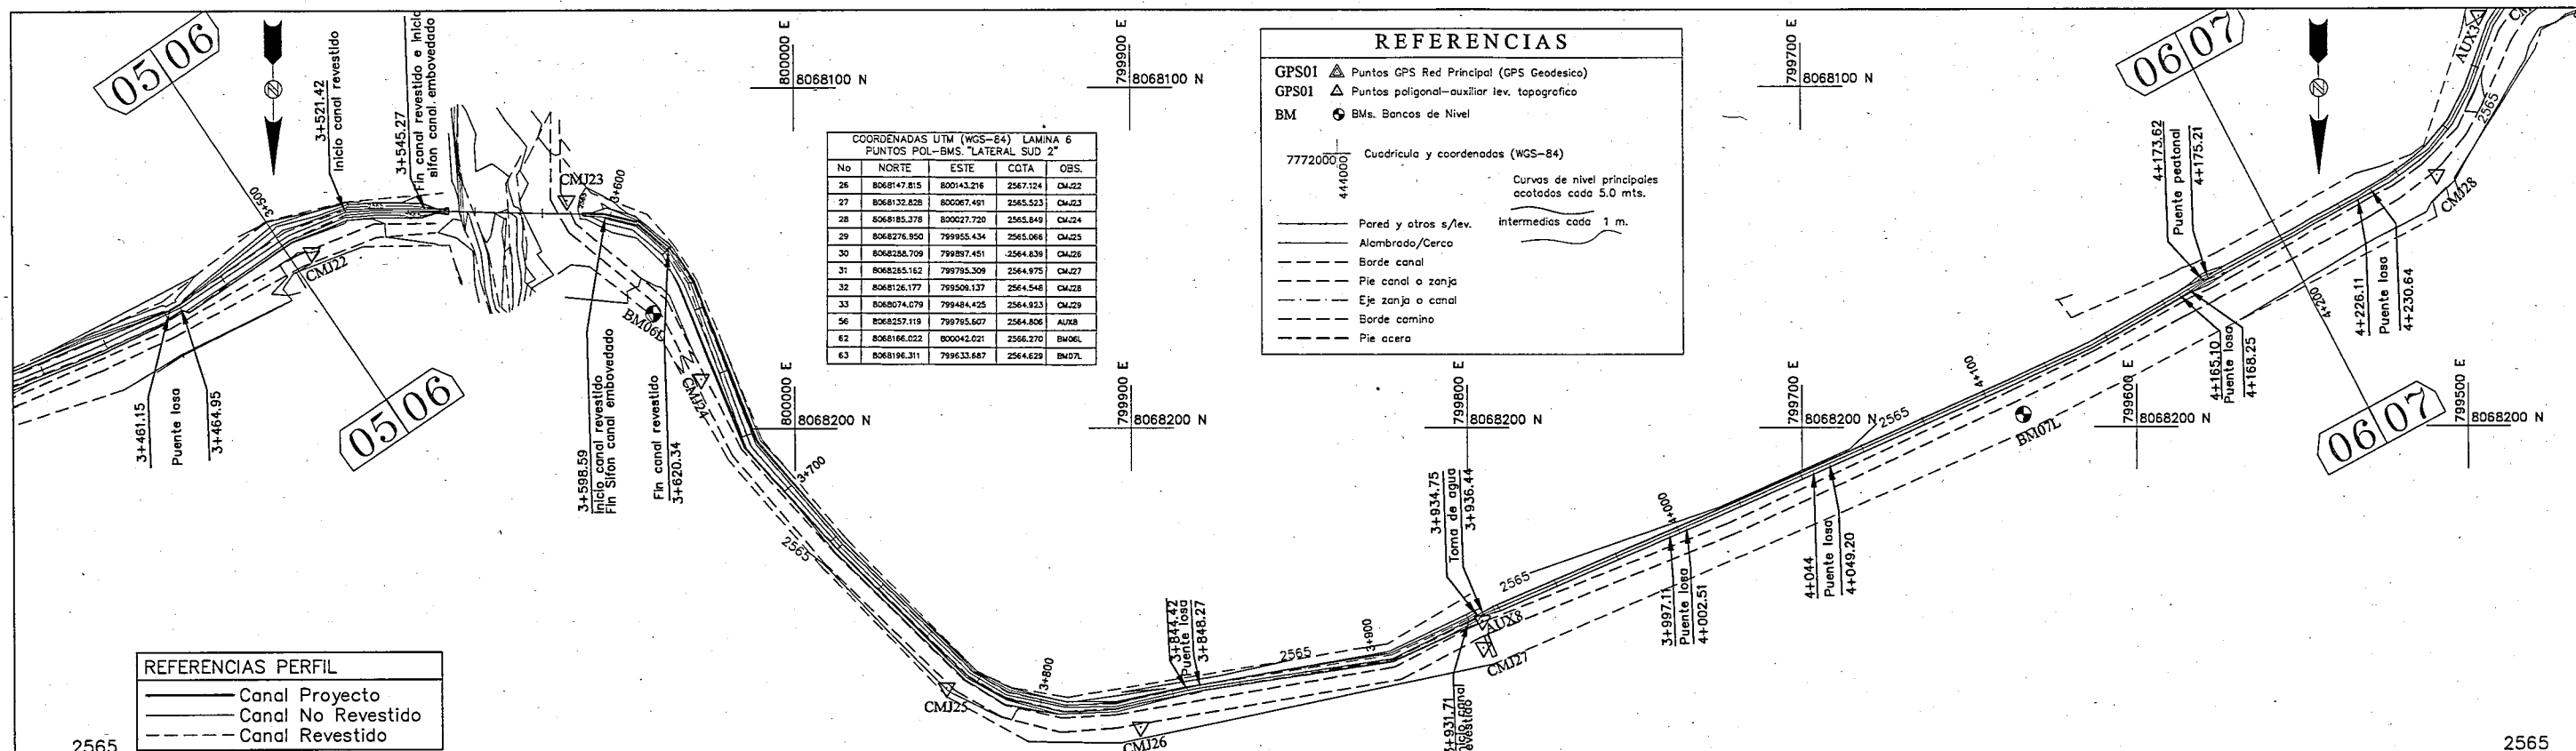 05 06
3+521.42
Inicio canal revestido
3+545.27
Fin canal revestido e Inicio
sifon canal. embovedado
3+500
CMJ22
CMJ23
3+600
3+461.15
Puente losa
3+464.95
05 06
BM06L
CMJ24
3+598.59
Inicio canal revestido
Fin Sifon canal embovedado
Fin canal revestido
3+620.34
800000 E
8068100 N
799900 E
8068100 N
COORDENADAS UTM (WGS-84) LAMINA 6
PUNTOS POL-BMS. "LATERAL SUD 2"
No NORTE ESTE COTA OBS.
26 8068147.815 800143.216 2567.124 CMJ22
27 8068132.828 800067.491 2565.523 CMJ23
28 8068185.378 800027.720 2565.849 CMJ24
29 8068276.950 799955.434 2565.066 CMJ25
30 8068288.709 799897.451 2564.839 CMJ26
31 8068265.162 799795.309 2564.975 CMJ27
32 8068126.177 799509.137 2564.548 CMJ28
33 8068074.079 799484.425 2564.923 CMJ29
56 8068257.119 799795.607 2564.806 AUX8
62 8068166.022 800042.021 2566.270 BM06L
63 8068196.311 799633.687 2564.629 BM07L
REFERENCIAS
GPS01 Puntos GPS Red Principal (GPS Geodesico)
GPS01 Puntos poligonal-auxiliar lev. topografico
BM BMs. Bancos de Nivel
7772000
444000
Cuadricula y coordenadas (WGS-84)
Curvas de nivel principales
acotados cada 5.0 mts.
intermedias cada 1 m.
Pared y otros s/lev.
Alambrado/Cerco
Borde canal
Pie canal o zanja
Eje zanja o canal
Borde camino
Pie acera
799700 E
8068100 N
06 07
AUX3
2565
4+173.62
Puente peatonal
4+175.21
CMJ28
4+200
4+226.11
Puente losa
4+230.64
4+165.10
Puente losa
4+168.25
4+100
800000 E
8068200 N
799900 E
8068200 N
799800 E
8068200 N
799700 E
8068200 N
799600 E
8068200 N
799500 E
8068200 N
2565
BM07L
06 07
3+700
2565
3+934.75
Toma de agua
3+936.44
4+000
2565
AUX8
CMJ27
3+997.11
Puente losa
4+002.51
4+044
Puente losa
4+049.20
3+844.42
Puente losa
3+848.27
2565
3+900
3+800
CMJ25
CMJ26
3+931.71
Inicio canal
revestido
REFERENCIAS PERFIL
Canal Proyecto
Canal No Revestido
Canal Revestido
2565
2565